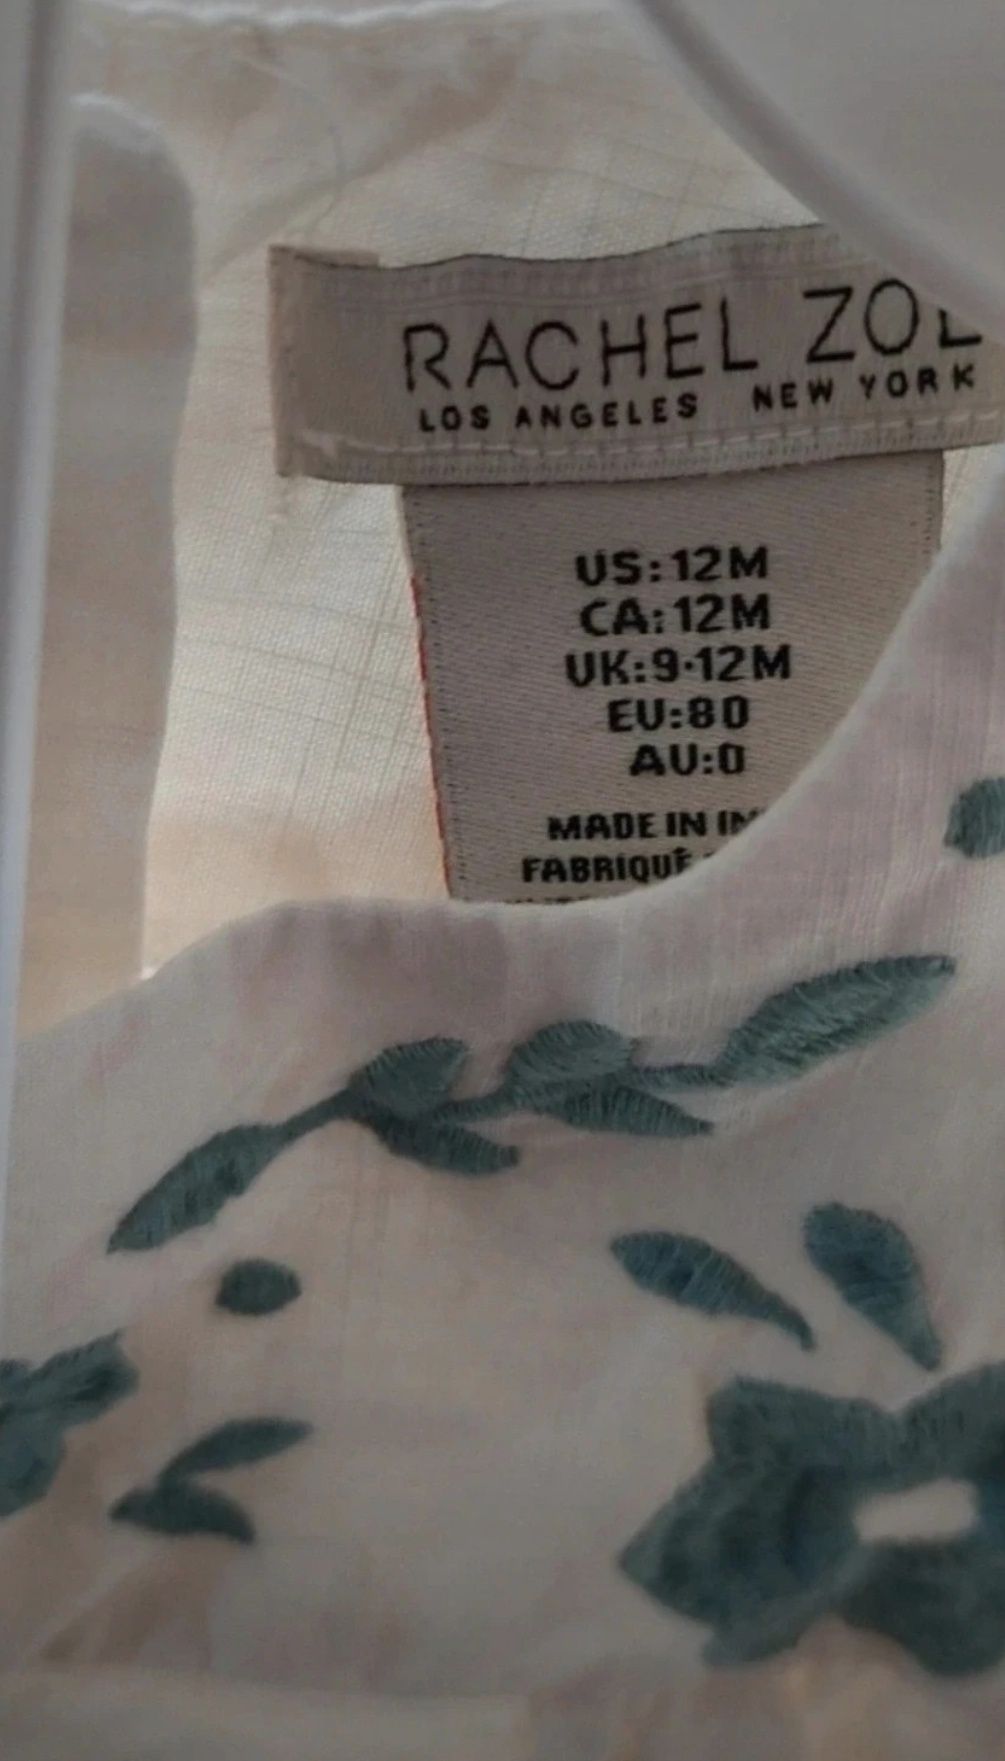 RACHEL
LOS ANGELES NEW YORK
US:12M
CA:12M
UK:9-12M
EU:80
AU:0
MADE IN
FABRIQUÉ